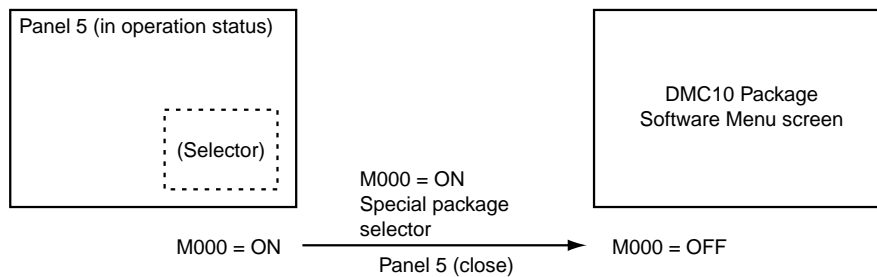 Panel 5 (in operation status)
(Selector)
DMC10 Package
Software Menu screen
M000 = ON
Special package
selector
M000 = ON
Panel 5 (close)
M000 = OFF